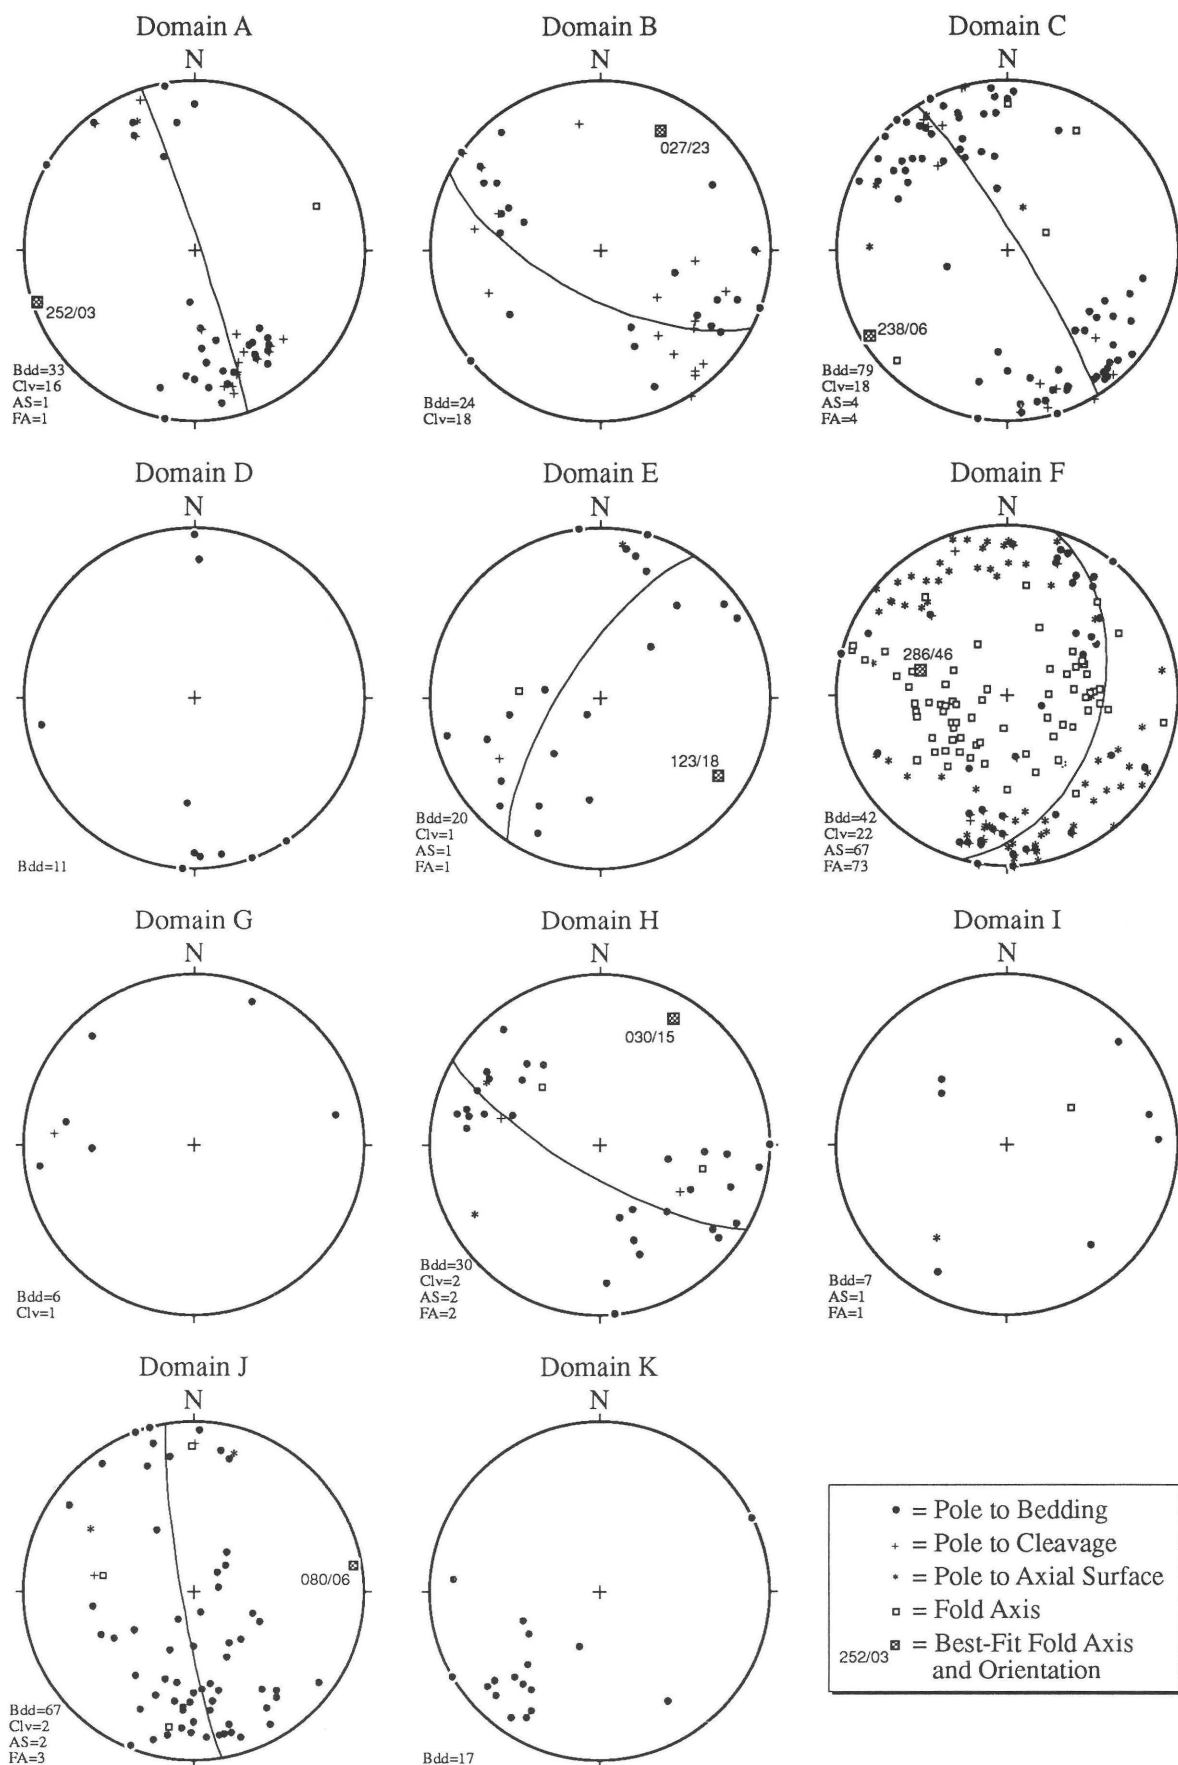 Domain A
N
252/03
Bdd=33
Clv=16
AS=1
FA=1
Domain B
N
027/23
Bdd=24
Clv=18
Domain C
N
238/06
Bdd=79
Clv=18
AS=4
FA=4
Domain D
N
Bdd=11
Domain E
N
123/18
Bdd=20
Clv=1
AS=1
FA=1
Domain F
N
286/46
Bdd=42
Clv=22
AS=67
FA=73
Domain G
N
Bdd=6
Clv=1
Domain H
N
030/15
Bdd=30
Clv=2
AS=2
FA=2
Domain I
N
Bdd=7
AS=1
FA=1
Domain J
N
080/06
Bdd=67
Clv=2
AS=2
FA=3
Domain K
N
Bdd=17
= Pole to Bedding
= Pole to Cleavage
= Pole to Axial Surface
= Fold Axis
252/03 = Best-Fit Fold Axis
and Orientation